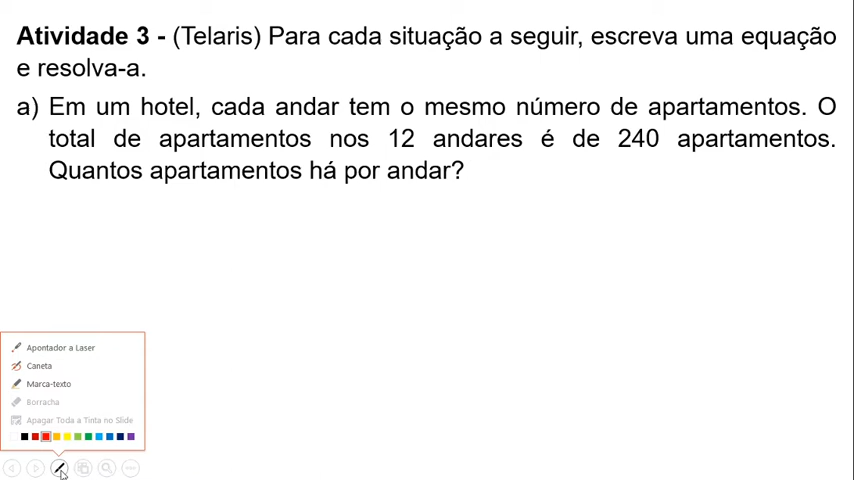 Atividade 3 - (Telaris) Para cada situação a seguir, escreva uma equação
e resolva-a.
a) Em um hotel, cada andar tem o mesmo número de apartamentos. O
total de apartamentos nos 12 andares é de 240 apartamentos.
Quantos apartamentos há por andar?
Apontador a Laser
Caneta
Marca-texto
Borracha
Apagar Toda a Tinta no Slide